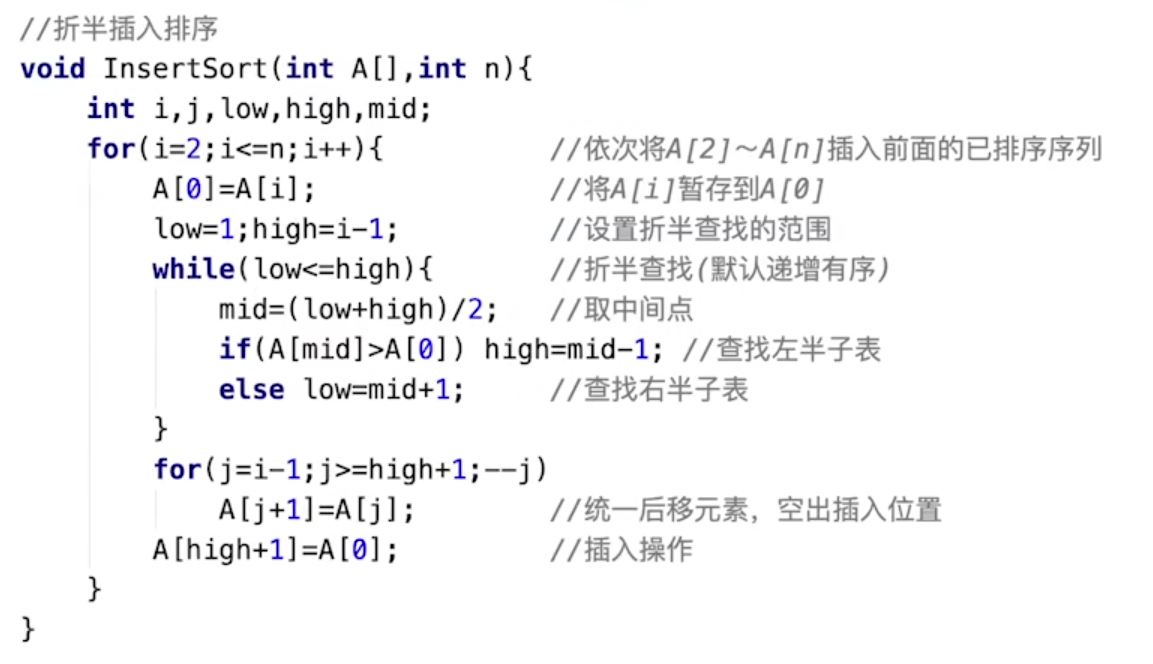 //折半插入排序
void InsertSort(int A[],int n){
    int i,j,low,high,mid;
    for(i=2;i<=n;i++){          //依次将A[2]～A[n]插入前面的已排序序列
        A[0]=A[i];              //将A[i]暂存到A[0]
        low=1;high=i-1;         //设置折半查找的范围
        while(low<=high){       //折半查找(默认递增有序)
            mid=(low+high)/2;   //取中间点
            if(A[mid]>A[0]) high=mid-1; //查找左半子表
            else low=mid+1;     //查找右半子表
        }
        for(j=i-1;j>=high+1;--j)
            A[j+1]=A[j];        //统一后移元素，空出插入位置
        A[high+1]=A[0];         //插入操作
    }
}